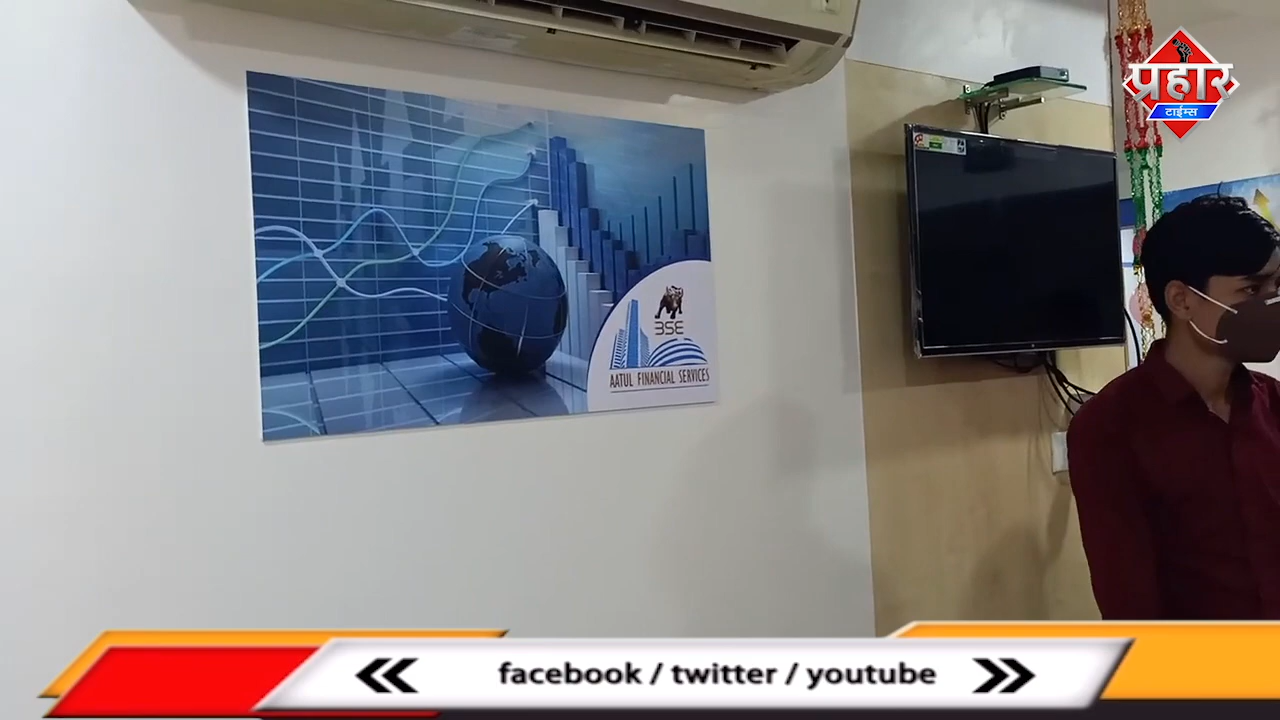 प्रहार
टाईम्स
BSE
AATUL FINANCIAL SERVICES
facebook / twitter / youtube